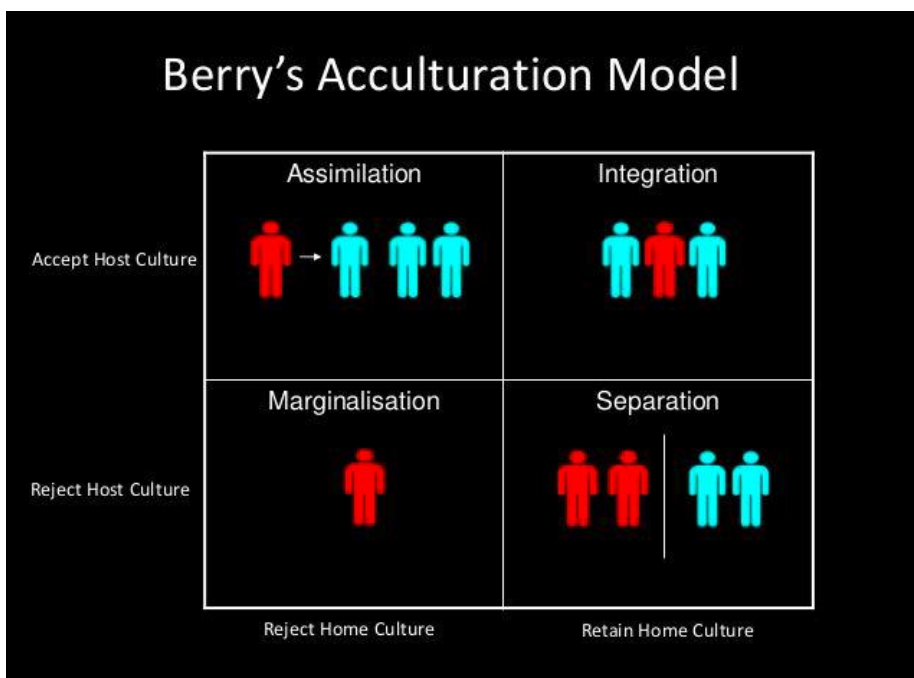 Berry's Acculturation Model
Assimilation
Integration
Accept Host Culture
Marginalisation
Separation
Reject Host Culture
Reject Home Culture
Retain Home Culture